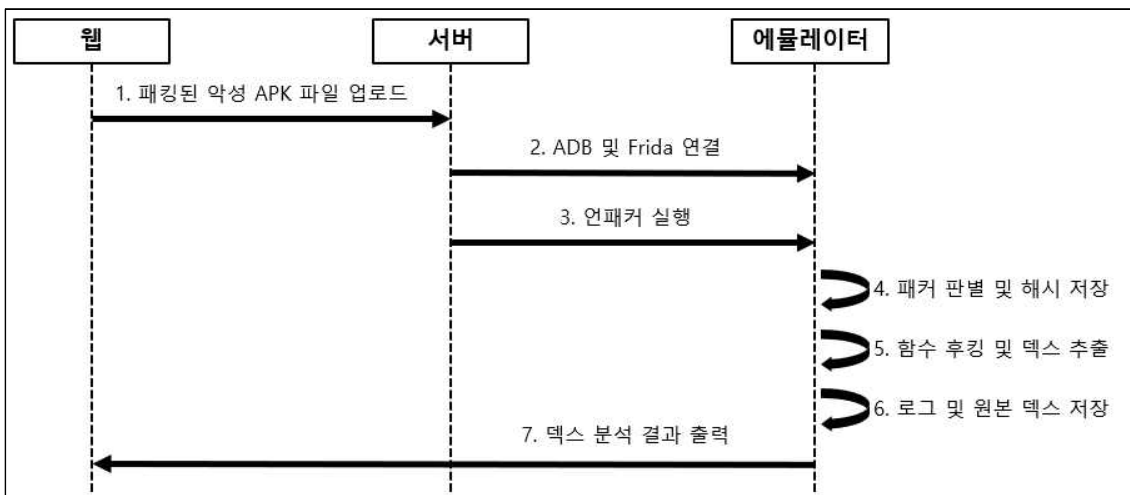 웹
서버
에뮬레이터
1. 패킹된 악성 APK 파일 업로드
2. ADB 및 Frida 연결
3. 언패커 실행
4. 패커 판별 및 해시 저장
5. 함수 후킹 및 덱스 추출
6. 로그 및 원본 덱스 저장
7. 덱스 분석 결과 출력